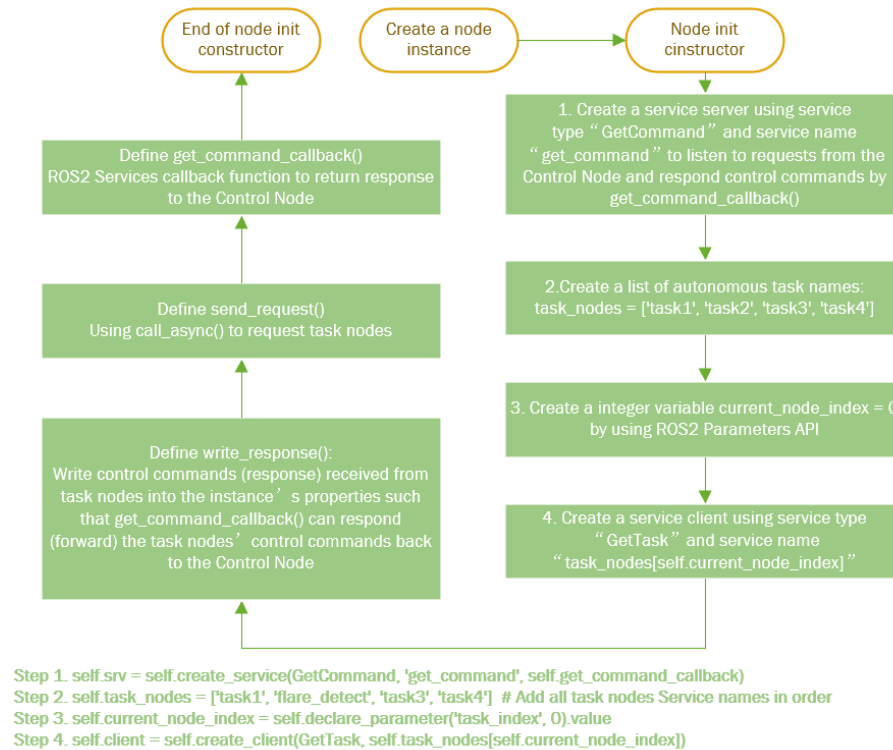 End of node init
constructor
Create a node
instance
Node init
cinstructor
1. Create a service server using service
type “GetCommand” and service name
“get_command” to listen to requests from the
Control Node and respond control commands by
get_command_callback()
Define get_command_callback()
ROS2 Services callback function to return response
to the Control Node
2.Create a list of autonomous task names:
task_nodes = ['task1', 'task2', 'task3', 'task4']
Define send_request()
Using call_async() to request task nodes
3. Create a integer variable current_node_index = 0
by using ROS2 Parameters API
Define write_response():
Write control commands (response) received from
task nodes into the instance’s properties such
that get_command_callback() can respond
(forward) the task nodes’ control commands back
to the Control Node
4. Create a service client using service type
“GetTask” and service name
“task_nodes[self.current_node_index]”
Step 1. self.srv = self.create_service(GetCommand, 'get_command', self.get_command_callback)
Step 2. self.task_nodes = ['task1', 'flare_detect', 'task3', 'task4'] # Add all task nodes Service names in order
Step 3. self.current_node_index = self.declare_parameter('task_index', 0).value
Step 4. self.client = self.create_client(GetTask, self.task_nodes[self.current_node_index])